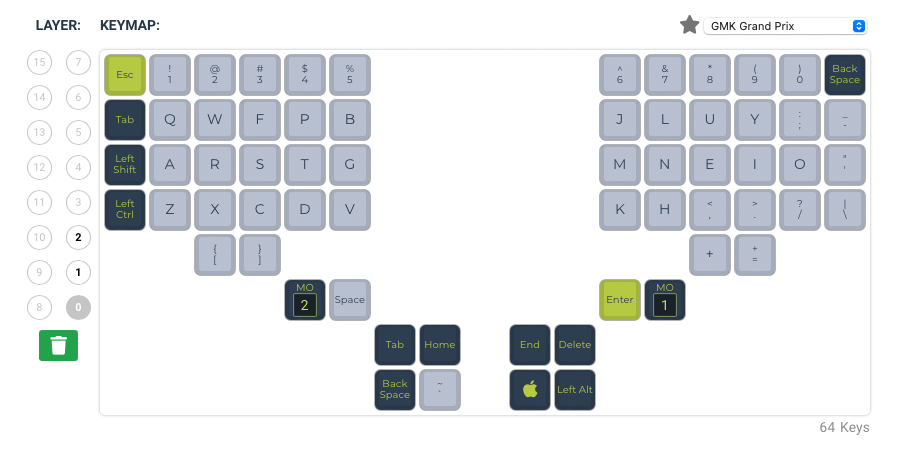 LAYER: KEYMAP: GMK Grand Prix
15 7
14 6
13 5
12 4
11 3
10 2
9 1
8 0
Esc ! 1 @ 2 # 3 $ 4 % 5 ^ 6 & 7 * 8 ( 9 ) 0 Back Space
Tab Q W F P B J L U Y : ; _ -
Left Shift A R S T G M N E I O " '
Left Ctrl Z X C D V K H < , > . ? / | \
{ [ } ] + + =
MO 2 Space Enter MO 1
Tab Home End Delete
Back Space ~ ` Left Alt
64 Keys